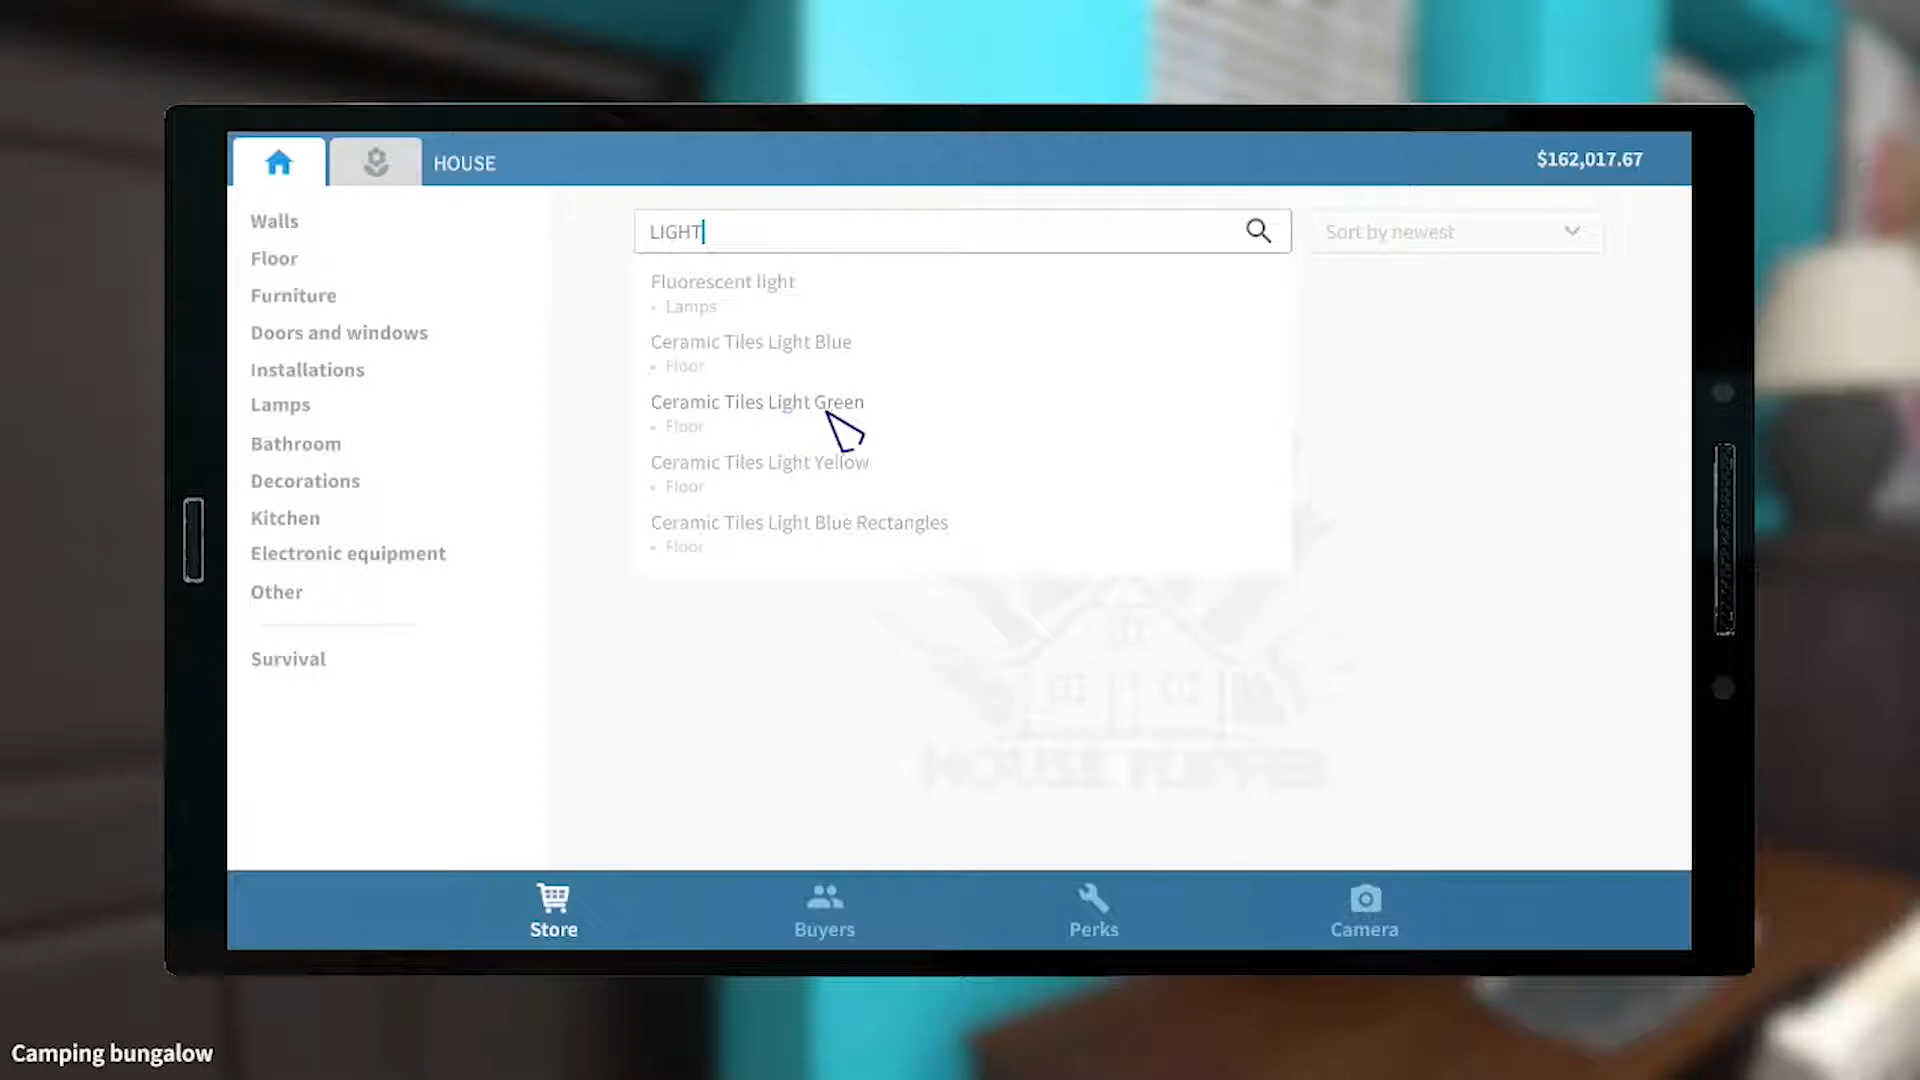 HOUSE
$162,017.67
Walls
Floor
Furniture
Doors and windows
Installations
Lamps
Bathroom
Decorations
Kitchen
Electronic equipment
Other
Survival
LIGHT
Sort by newest
Fluorescent light
• Lamps
Ceramic Tiles Light Blue
• Floor
Ceramic Tiles Light Green
• Floor
Ceramic Tiles Light Yellow
• Floor
Ceramic Tiles Light Blue Rectangles
• Floor
HOUSE FLIPPER
Store
Buyers
Perks
Camera
Camping bungalow